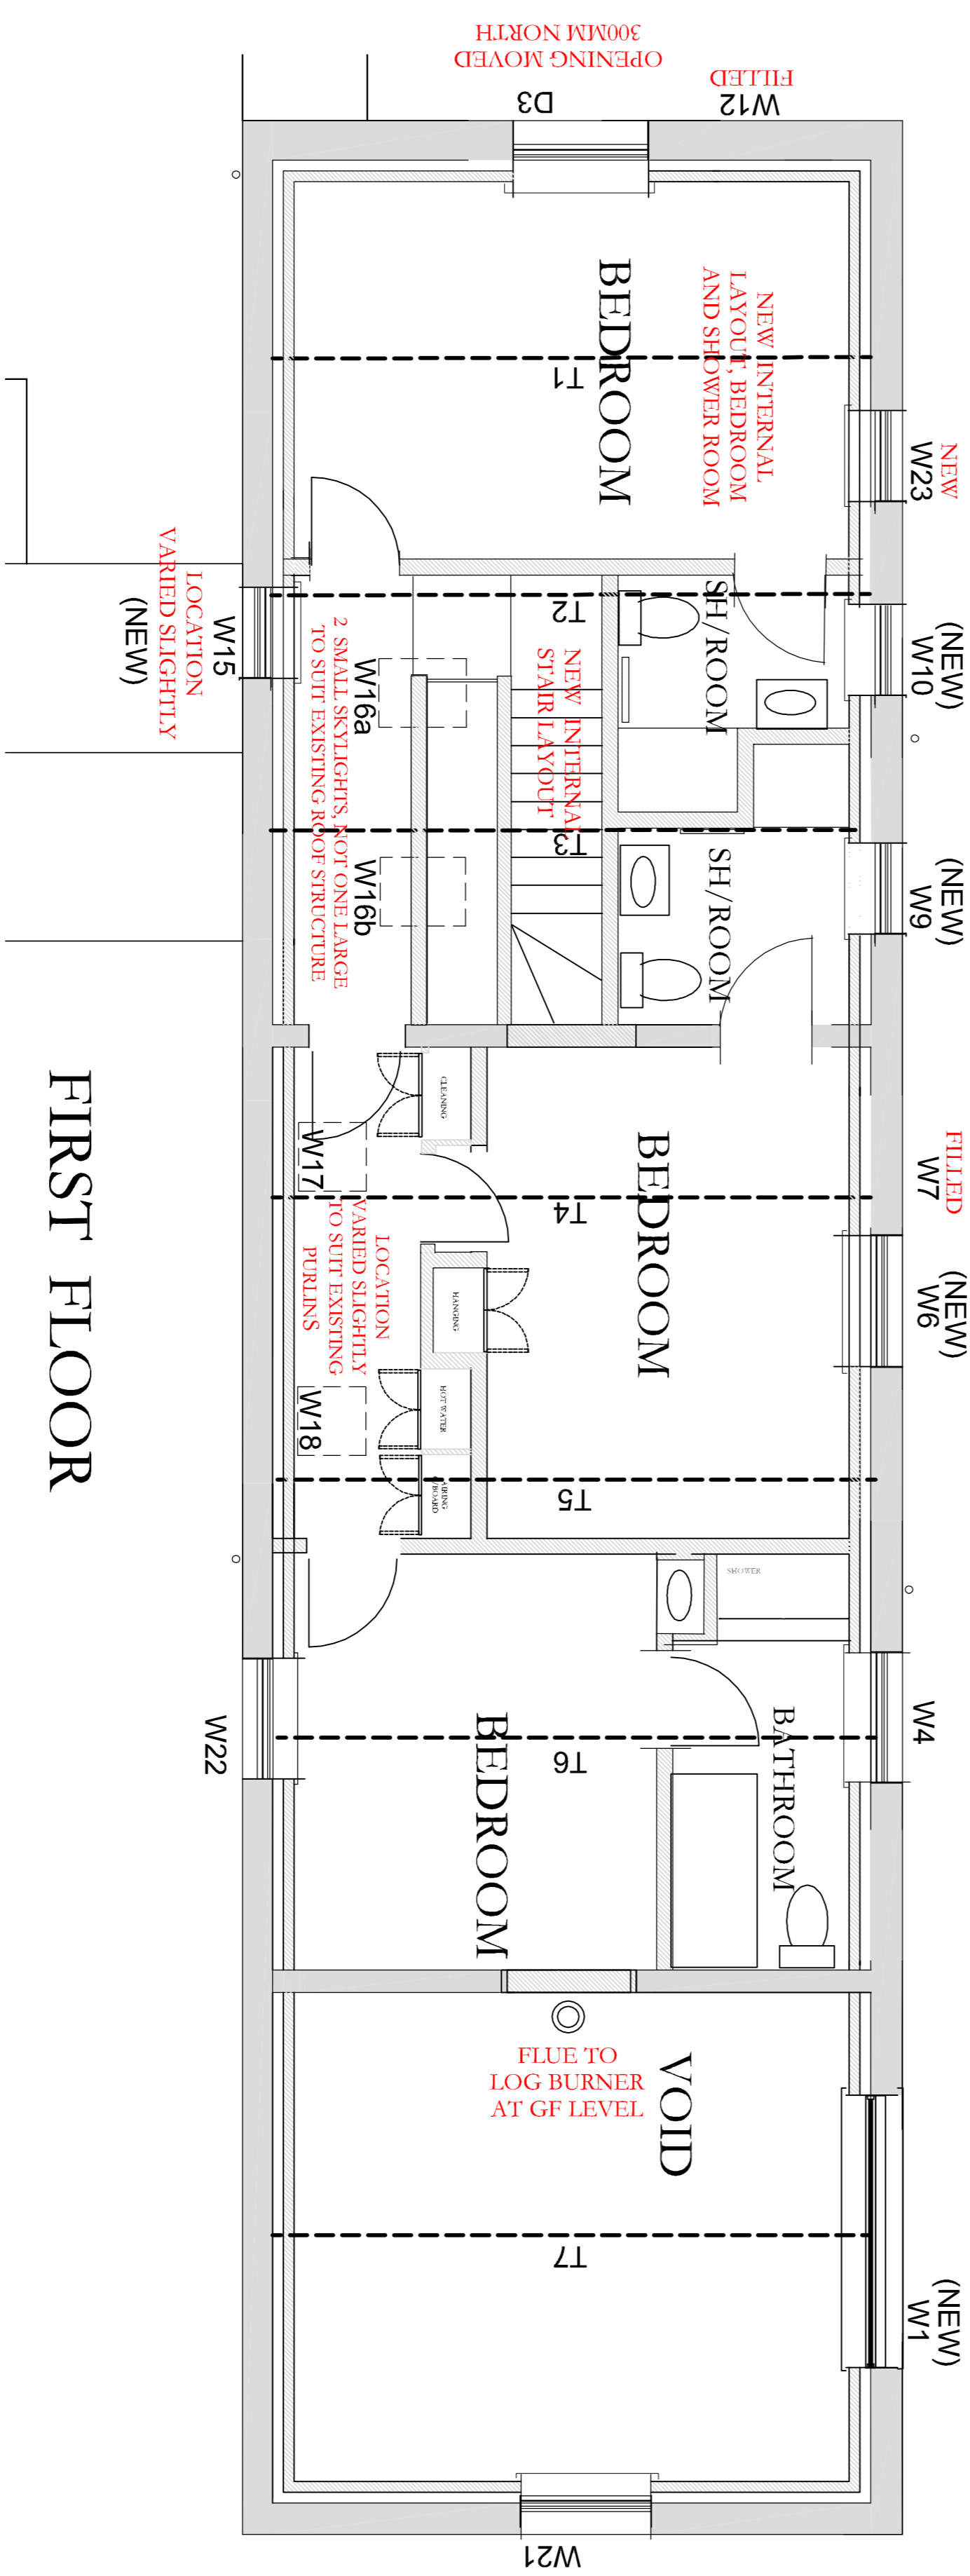 OPENING MOVED
300MM NORTH
D3
FILLED
W12
NEW INTERNAL
LAYOUT, BEDROOM
AND SHOWER ROOM
BEDROOM
T1
NEW
W23
(NEW)
W10
SH/ROOM
T2
NEW INTERNAL
STAIR LAYOUT
W16a
2 SMALL SKYLIGHTS, NOT ONE LARGE
TO SUIT EXISTING ROOF STRUCTURE
W15
(NEW)
LOCATION
VARIED SLIGHTLY
(NEW)
W9
SH/ROOM
T3
W16b
FILLED
W7
(NEW)
W6
BEDROOM
T4
CLEANING
HANGING
HOT WATER
AIRING
C/BOARD
W17
LOCATION
VARIED SLIGHTLY
TO SUIT EXISTING
PURLINS
W18
T5
SHOWER
W4
BATHROOM
T6
BEDROOM
W22
VOID
FLUE TO
LOG BURNER
AT GF LEVEL
T7
(NEW)
W1
W21
FIRST FLOOR